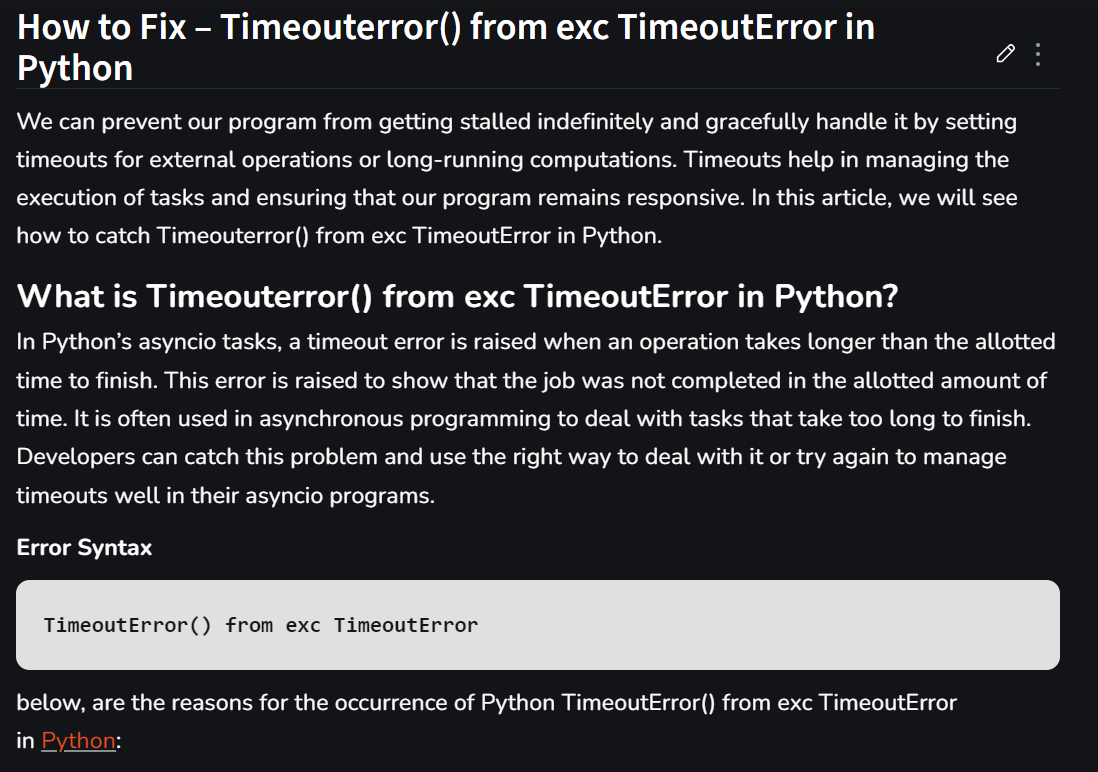 How to Fix – Timeouterror() from exc TimeoutError in
Python
We can prevent our program from getting stalled indefinitely and gracefully handle it by setting
timeouts for external operations or long-running computations. Timeouts help in managing the
execution of tasks and ensuring that our program remains responsive. In this article, we will see
how to catch Timeouterror() from exc TimeoutError in Python.
What is Timeouterror() from exc TimeoutError in Python?
In Python’s asyncio tasks, a timeout error is raised when an operation takes longer than the allotted
time to finish. This error is raised to show that the job was not completed in the allotted amount of
time. It is often used in asynchronous programming to deal with tasks that take too long to finish.
Developers can catch this problem and use the right way to deal with it or try again to manage
timeouts well in their asyncio programs.
Error Syntax
TimeoutError() from exc TimeoutError
below, are the reasons for the occurrence of Python TimeoutError() from exc TimeoutError
in Python: